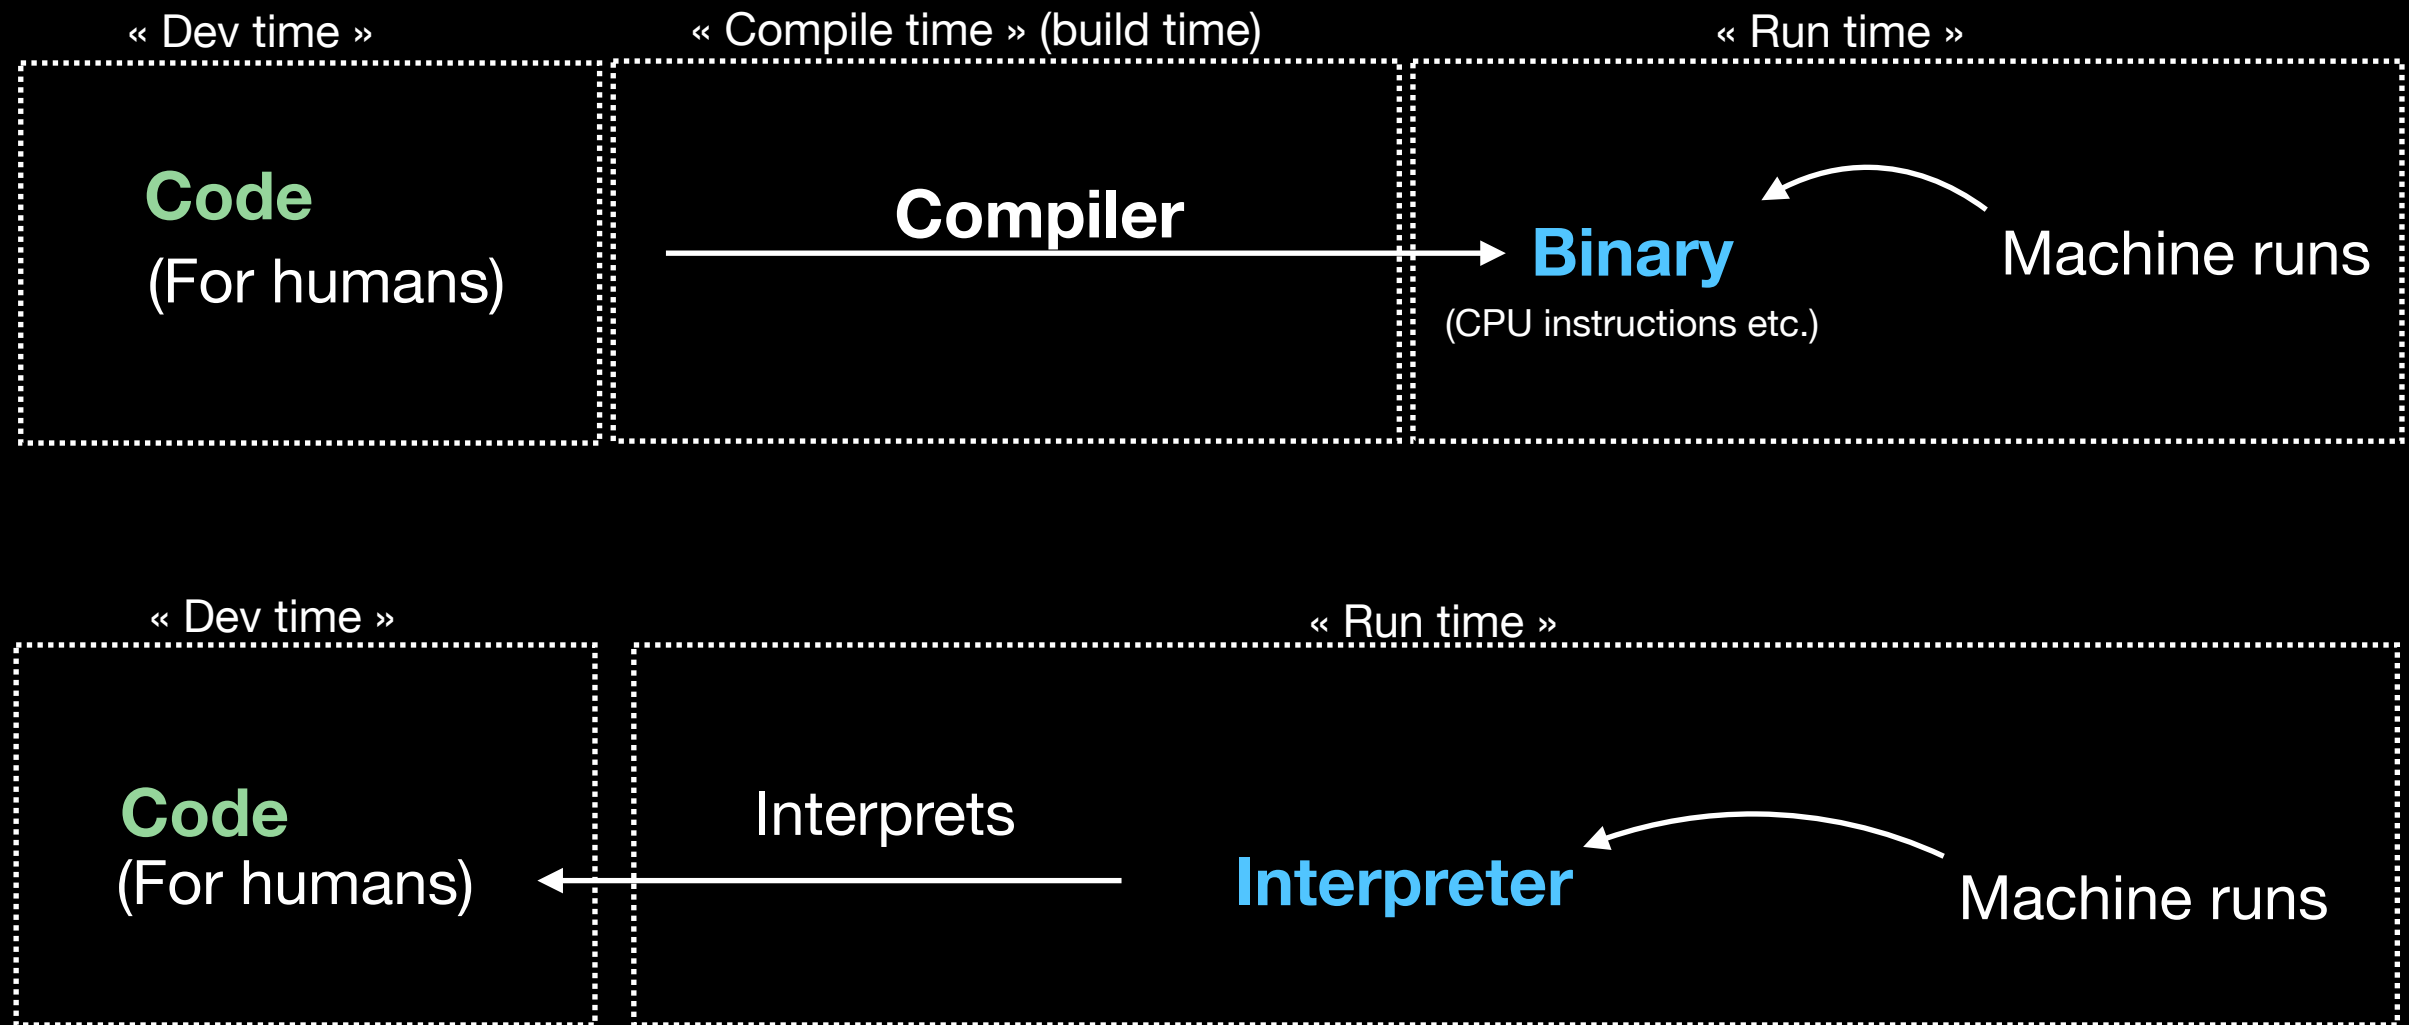 « Dev time »
« Compile time » (build time)
« Run time »
Code
(For humans)
Compiler
Binary
(CPU instructions etc.)
Machine runs
« Dev time »
« Run time »
Code
(For humans)
Interprets
Interpreter
Machine runs